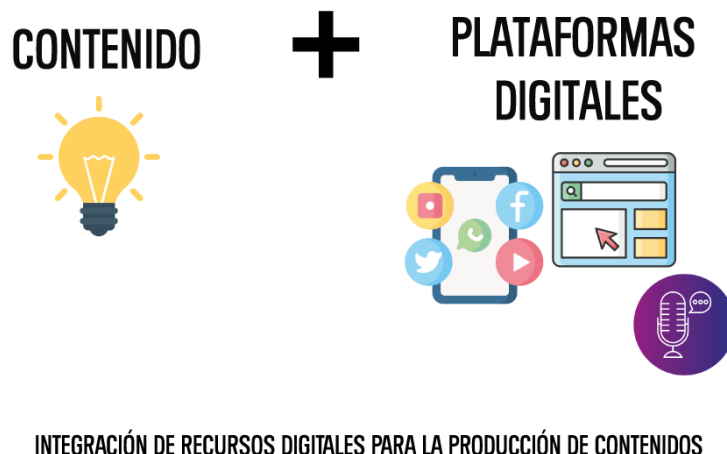 CONTENIDO
+
PLATAFORMAS
DIGITALES
INTEGRACIÓN DE RECURSOS DIGITALES PARA LA PRODUCCIÓN DE CONTENIDOS